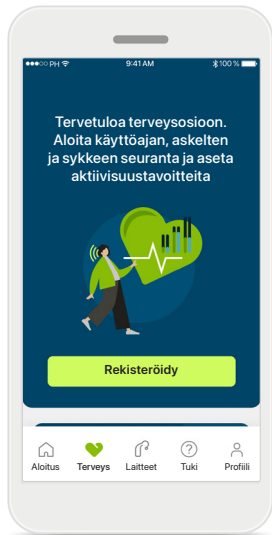 PH 9:41 AM 100 %
Tervetuloa terveysosioon.
Aloita käyttöajan, askelten
ja sykkeen seuranta ja aseta
aktiivisuustavoitteita
Rekisteröidy
Aloitus Terveys Laitteet Tuki Profiili